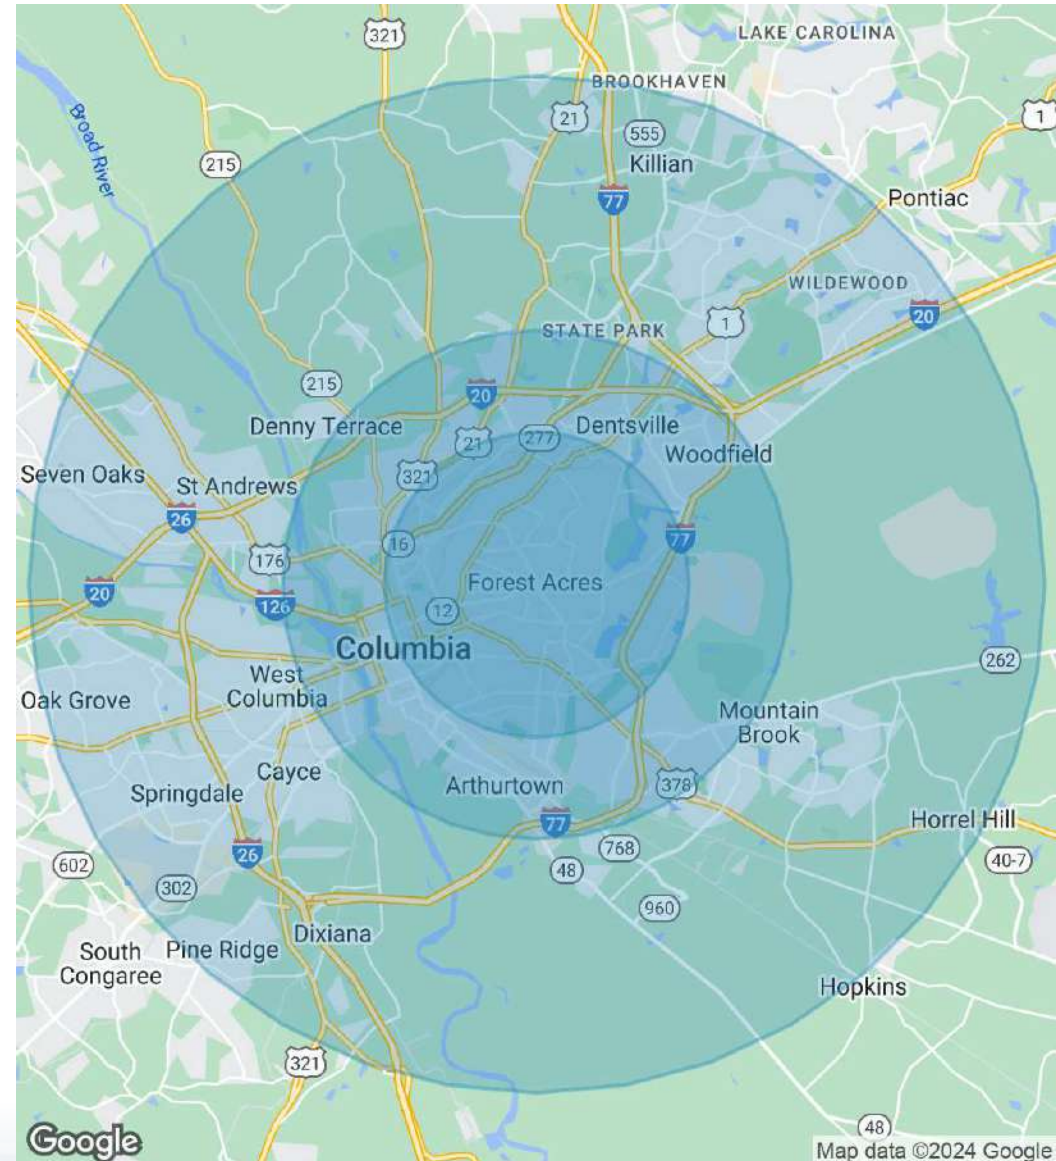 LAKE CAROLINA
321
BROOKHAVEN
21
1
555
Broad River
215
Killian
77
Pontiac
WILDEWOOD
20
1
STATE PARK
215
20
Denny Terrace
21
277
Dentsville
Woodfield
321
Seven Oaks
St Andrews
26
16
77
176
Forest Acres
20
126
12
Columbia
262
West
Columbia
Oak Grove
Mountain
Brook
Cayce
Springdale
Arthurtown
378
77
Horrel Hill
26
768
602
40-7
302
48
960
Dixiana
South
Congaree
Pine Ridge
Hopkins
321
48
Google
Map data ©2024 Google